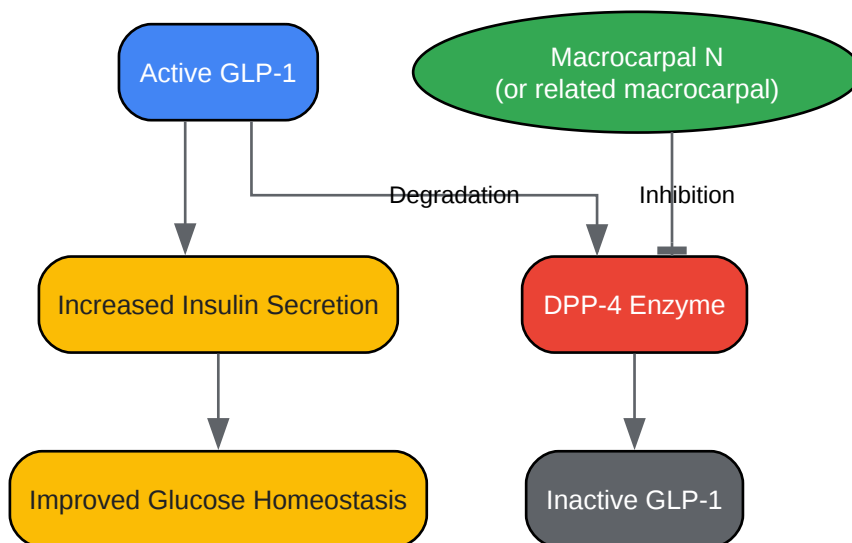 Active GLP-1
Macrocarpal N
(or related macrocarpal)
Degradation
Inhibition
Increased Insulin Secretion
DPP-4 Enzyme
Improved Glucose Homeostasis
Inactive GLP-1